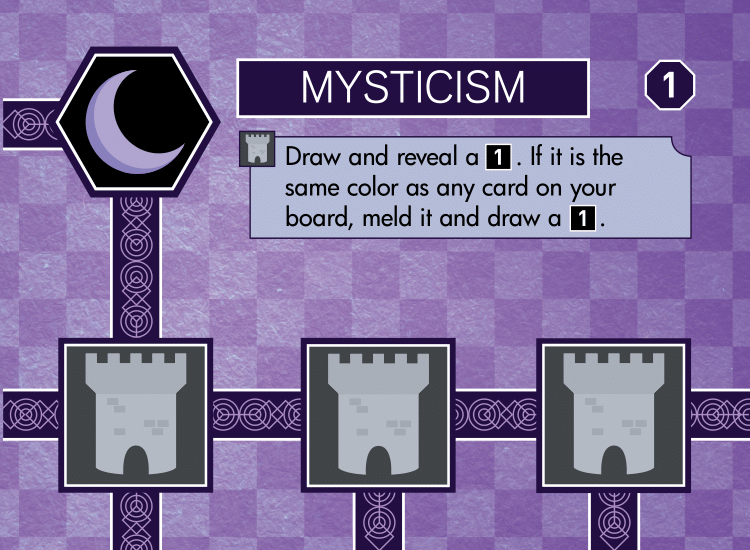 MYSTICISM
1
Draw and reveal a 1. If it is the
same color as any card on your
board, meld it and draw a 1.